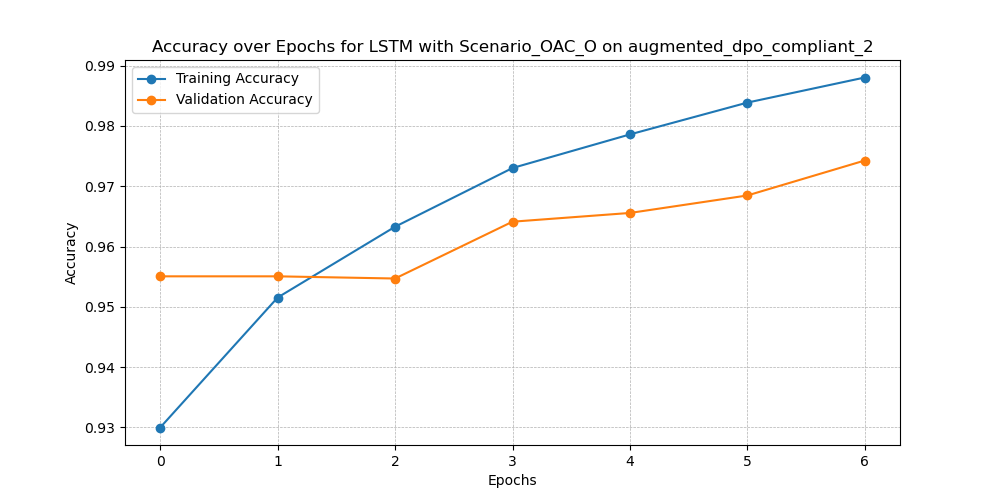 Accuracy over Epochs for LSTM with Scenario_OAC_O on augmented_dpo_compliant_2
Training Accuracy
Validation Accuracy
Accuracy
0.99
0.98
0.97
0.96
0.95
0.94
0.93
0 1 2 3 4 5 6
Epochs